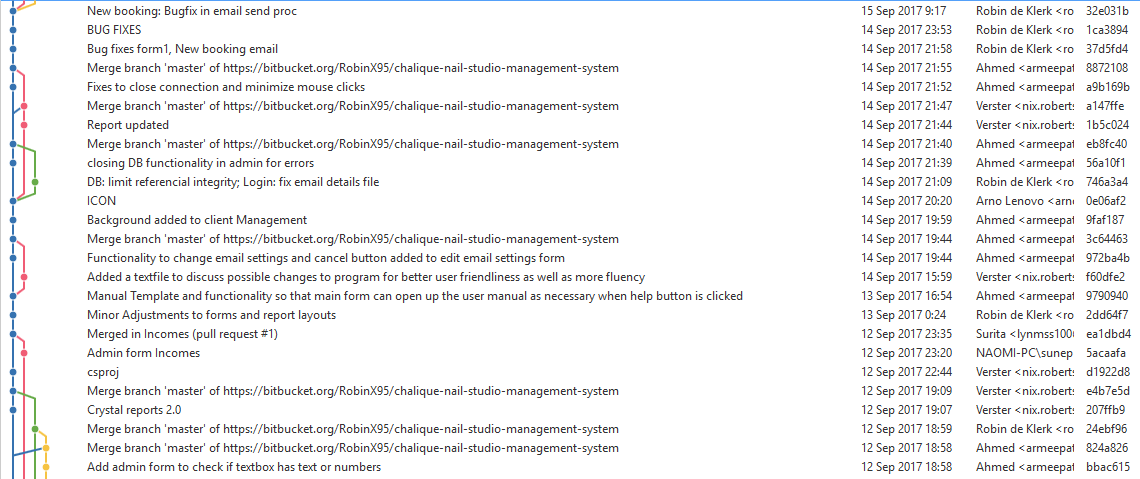 New booking: Bugfix in email send proc 15 Sep 2017 9:17 Robin de Klerk <ro 32e031b
BUG FIXES 14 Sep 2017 23:53 Robin de Klerk <ro 1ca3894
Bug fixes form1, New booking email 14 Sep 2017 21:58 Robin de Klerk <ro 37d5fd4
Merge branch 'master' of https://bitbucket.org/RobinX95/chalique-nail-studio-management-system 14 Sep 2017 21:55 Ahmed <armeepat 8872108
Fixes to close connection and minimize mouse clicks 14 Sep 2017 21:52 Ahmed <armeepat a9b169b
Merge branch 'master' of https://bitbucket.org/RobinX95/chalique-nail-studio-management-system 14 Sep 2017 21:47 Verster <nix.roberts a147ffe
Report updated 14 Sep 2017 21:44 Verster <nix.roberts 1b5c024
Merge branch 'master' of https://bitbucket.org/RobinX95/chalique-nail-studio-management-system 14 Sep 2017 21:40 Ahmed <armeepat eb8fc40
closing DB functionality in admin for errors 14 Sep 2017 21:39 Ahmed <armeepat 56a10f1
DB: limit referencial integrity; Login: fix email details file 14 Sep 2017 21:09 Robin de Klerk <ro 746a3a4
ICON 14 Sep 2017 20:20 Arno Lenovo <arno 0e06af2
Background added to client Management 14 Sep 2017 19:59 Ahmed <armeepat 9faf187
Merge branch 'master' of https://bitbucket.org/RobinX95/chalique-nail-studio-management-system 14 Sep 2017 19:44 Ahmed <armeepat 3c64463
Functionality to change email settings and cancel button added to edit email settings form 14 Sep 2017 19:44 Ahmed <armeepat 972ba4b
Added a textfile to discuss possible changes to program for better user friendliness as well as more fluency 14 Sep 2017 15:59 Verster <nix.roberts f60dfe2
Manual Template and functionality so that main form can open up the user manual as necessary when help button is clicked 13 Sep 2017 16:54 Ahmed <armeepat 9790940
Minor Adjustments to forms and report layouts 13 Sep 2017 0:24 Robin de Klerk <ro 2dd64f7
Merged in Incomes (pull request #1) 12 Sep 2017 23:35 Surita <lynmss100 ea1dbd4
Admin form Incomes 12 Sep 2017 23:20 NAOMI-PC\sunep 5acaafa
csproj 12 Sep 2017 22:44 Verster <nix.roberts d1922d8
Merge branch 'master' of https://bitbucket.org/RobinX95/chalique-nail-studio-management-system 12 Sep 2017 19:09 Verster <nix.roberts e4b7e5d
Crystal reports 2.0 12 Sep 2017 19:07 Verster <nix.roberts 207ffb9
Merge branch 'master' of https://bitbucket.org/RobinX95/chalique-nail-studio-management-system 12 Sep 2017 18:59 Robin de Klerk <ro 24ebf96
Merge branch 'master' of https://bitbucket.org/RobinX95/chalique-nail-studio-management-system 12 Sep 2017 18:58 Ahmed <armeepat 824a826
Add admin form to check if textbox has text or numbers 12 Sep 2017 18:58 Ahmed <armeepat bbac615